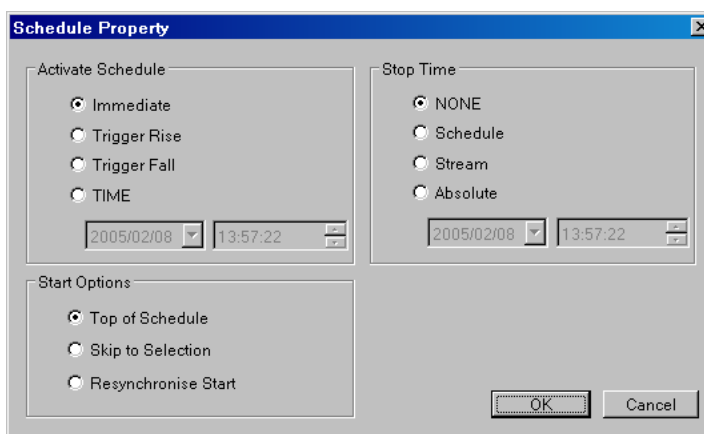 Schedule Property
Activate Schedule
Immediate
Trigger Rise
Trigger Fall
TIME
2005/02/08 13:57:22
Stop Time
NONE
Schedule
Stream
Absolute
2005/02/08 13:57:22
Start Options
Top of Schedule
Skip to Selection
Resynchronise Start
OK Cancel